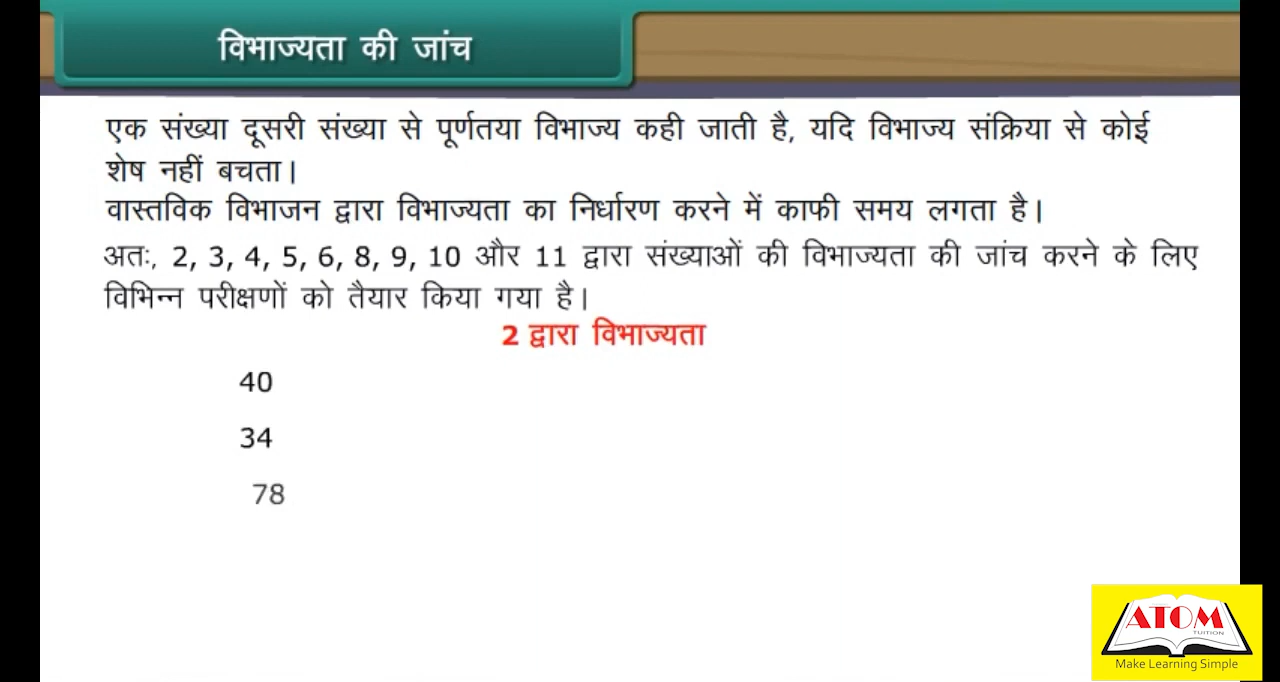 विभाज्यता की जांच
एक संख्या दूसरी संख्या से पूर्णतया विभाज्य कही जाती है, यदि विभाज्य संक्रिया से कोई
शेष नहीं बचता।
वास्तविक विभाजन द्वारा विभाज्यता का निर्धारण करने में काफी समय लगता है।
अतः, 2, 3, 4, 5, 6, 8, 9, 10 और 11 द्वारा संख्याओं की विभाज्यता की जांच करने के लिए
विभिन्न परीक्षणों को तैयार किया गया है।
2 द्वारा विभाज्यता
40
34
78
ATOM
TUITION
Make Learning Simple